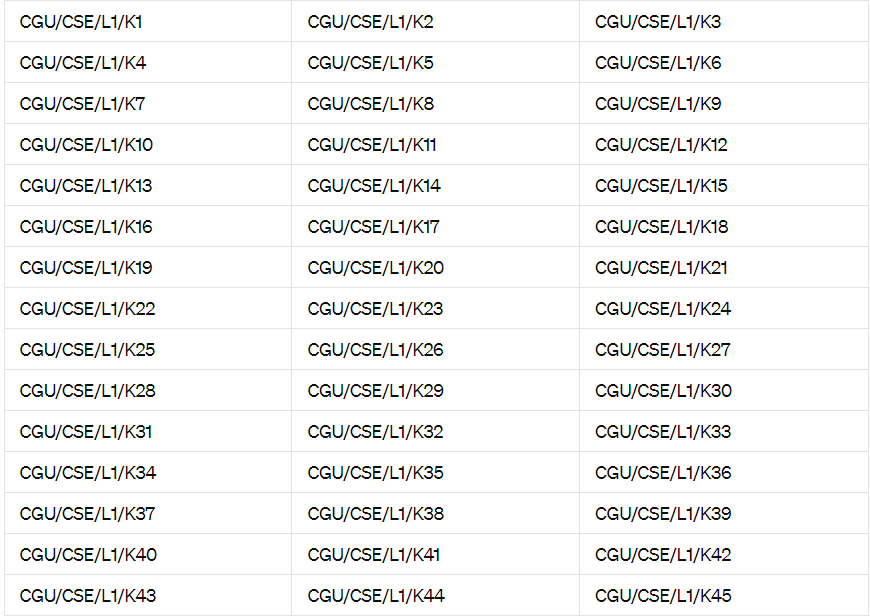 CGU/CSE/L1/K1 CGU/CSE/L1/K2 CGU/CSE/L1/K3
CGU/CSE/L1/K4 CGU/CSE/L1/K5 CGU/CSE/L1/K6
CGU/CSE/L1/K7 CGU/CSE/L1/K8 CGU/CSE/L1/K9
CGU/CSE/L1/K10 CGU/CSE/L1/K11 CGU/CSE/L1/K12
CGU/CSE/L1/K13 CGU/CSE/L1/K14 CGU/CSE/L1/K15
CGU/CSE/L1/K16 CGU/CSE/L1/K17 CGU/CSE/L1/K18
CGU/CSE/L1/K19 CGU/CSE/L1/K20 CGU/CSE/L1/K21
CGU/CSE/L1/K22 CGU/CSE/L1/K23 CGU/CSE/L1/K24
CGU/CSE/L1/K25 CGU/CSE/L1/K26 CGU/CSE/L1/K27
CGU/CSE/L1/K28 CGU/CSE/L1/K29 CGU/CSE/L1/K30
CGU/CSE/L1/K31 CGU/CSE/L1/K32 CGU/CSE/L1/K33
CGU/CSE/L1/K34 CGU/CSE/L1/K35 CGU/CSE/L1/K36
CGU/CSE/L1/K37 CGU/CSE/L1/K38 CGU/CSE/L1/K39
CGU/CSE/L1/K40 CGU/CSE/L1/K41 CGU/CSE/L1/K42
CGU/CSE/L1/K43 CGU/CSE/L1/K44 CGU/CSE/L1/K45